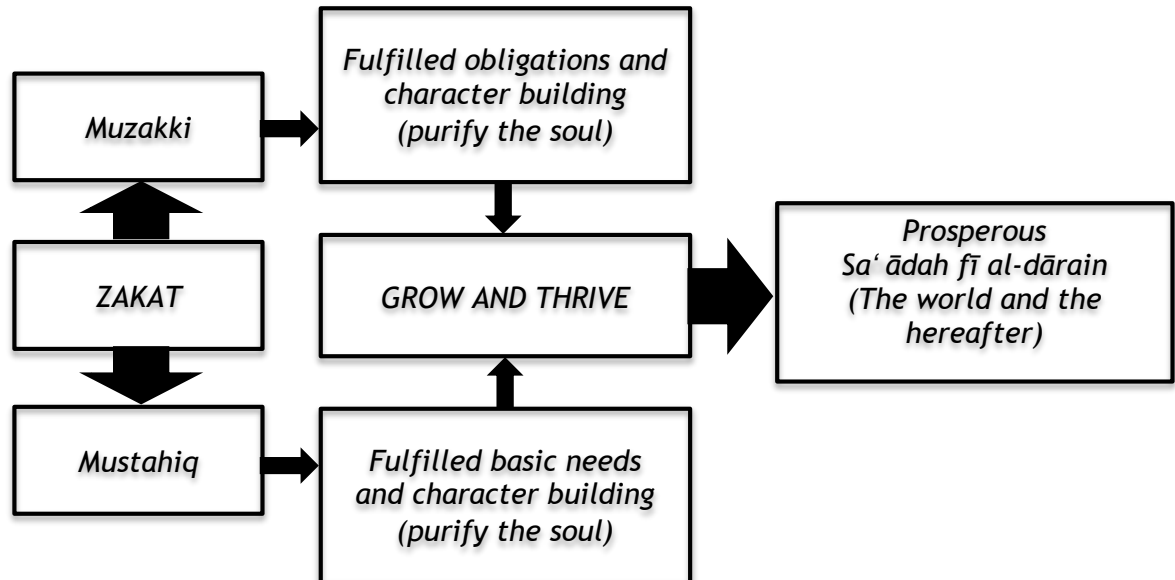 Muzakki
Fulfilled obligations and
character building
(purify the soul)
ZAKAT
GROW AND THRIVE
Prosperous
Sa‘ ādah fī al-dārain
(The world and the
hereafter)
Mustahiq
Fulfilled basic needs
and character building
(purify the soul)